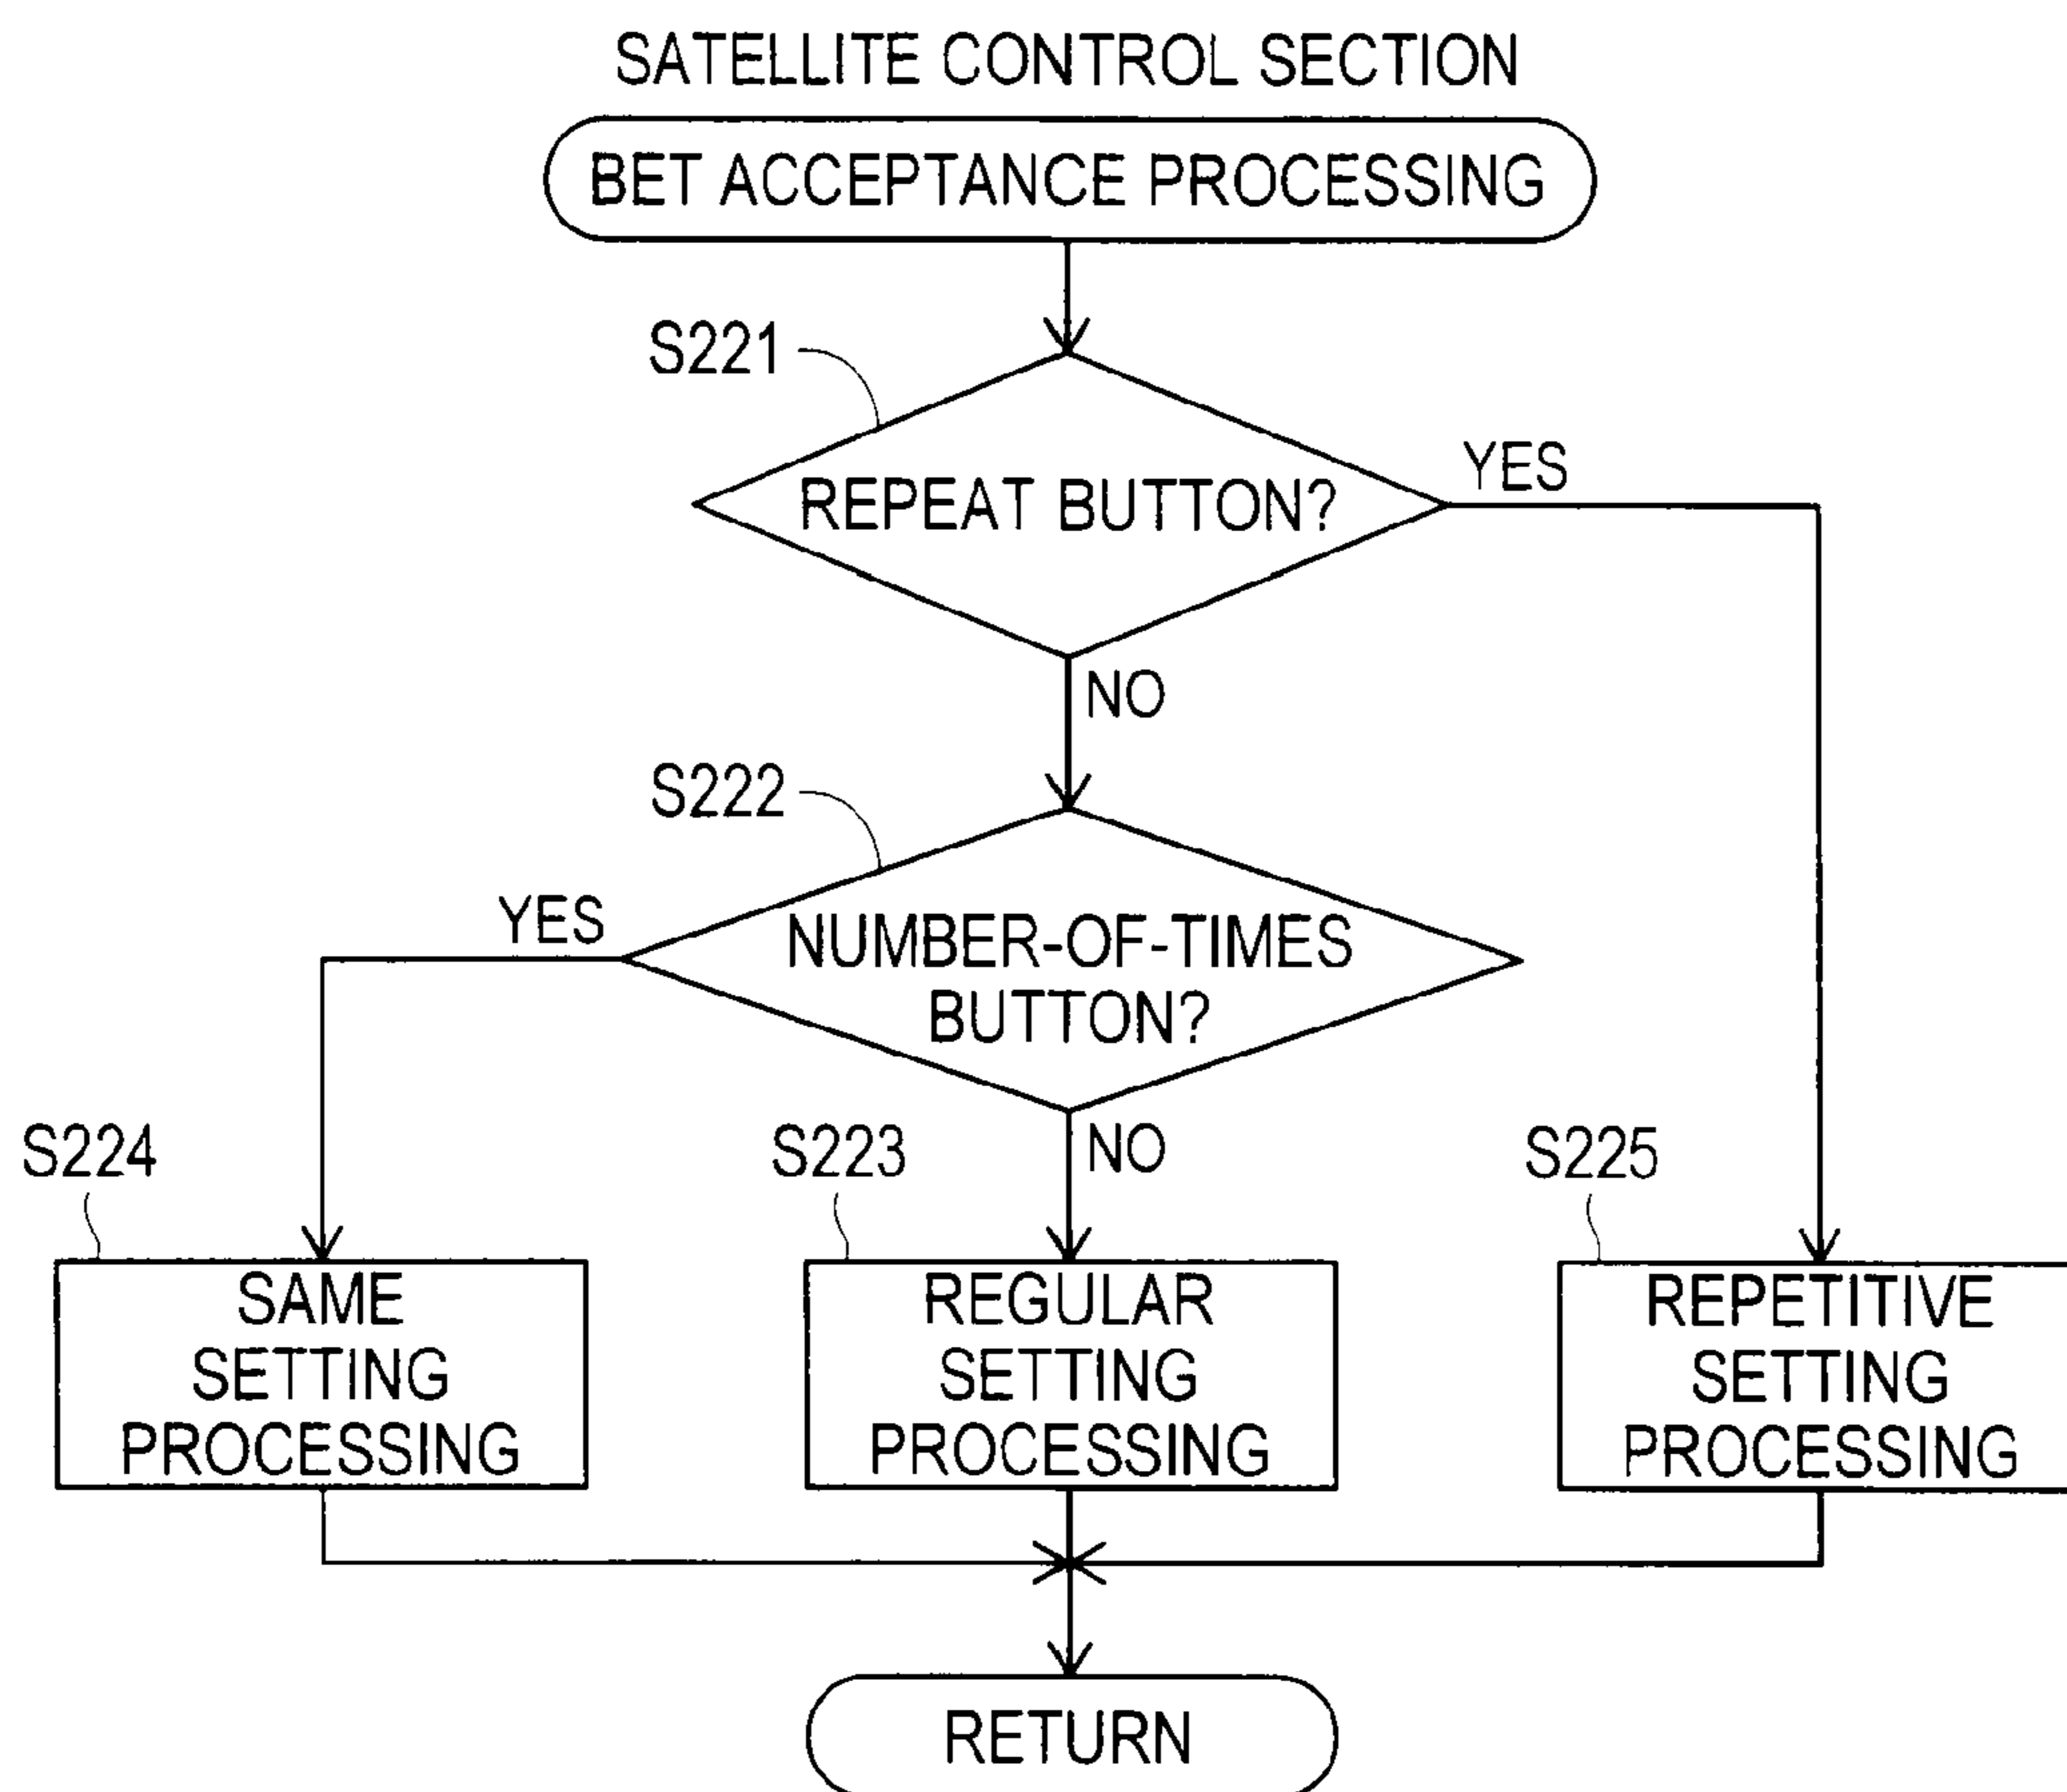 SATELLITE CONTROL SECTION
BET ACCEPTANCE PROCESSING
S221
REPEAT BUTTON?
YES
NO
S222
YES
NUMBER-OF-TIMES
BUTTON?
NO
S224
SAME
SETTING
PROCESSING
S223
REGULAR
SETTING
PROCESSING
S225
REPETITIVE
SETTING
PROCESSING
RETURN